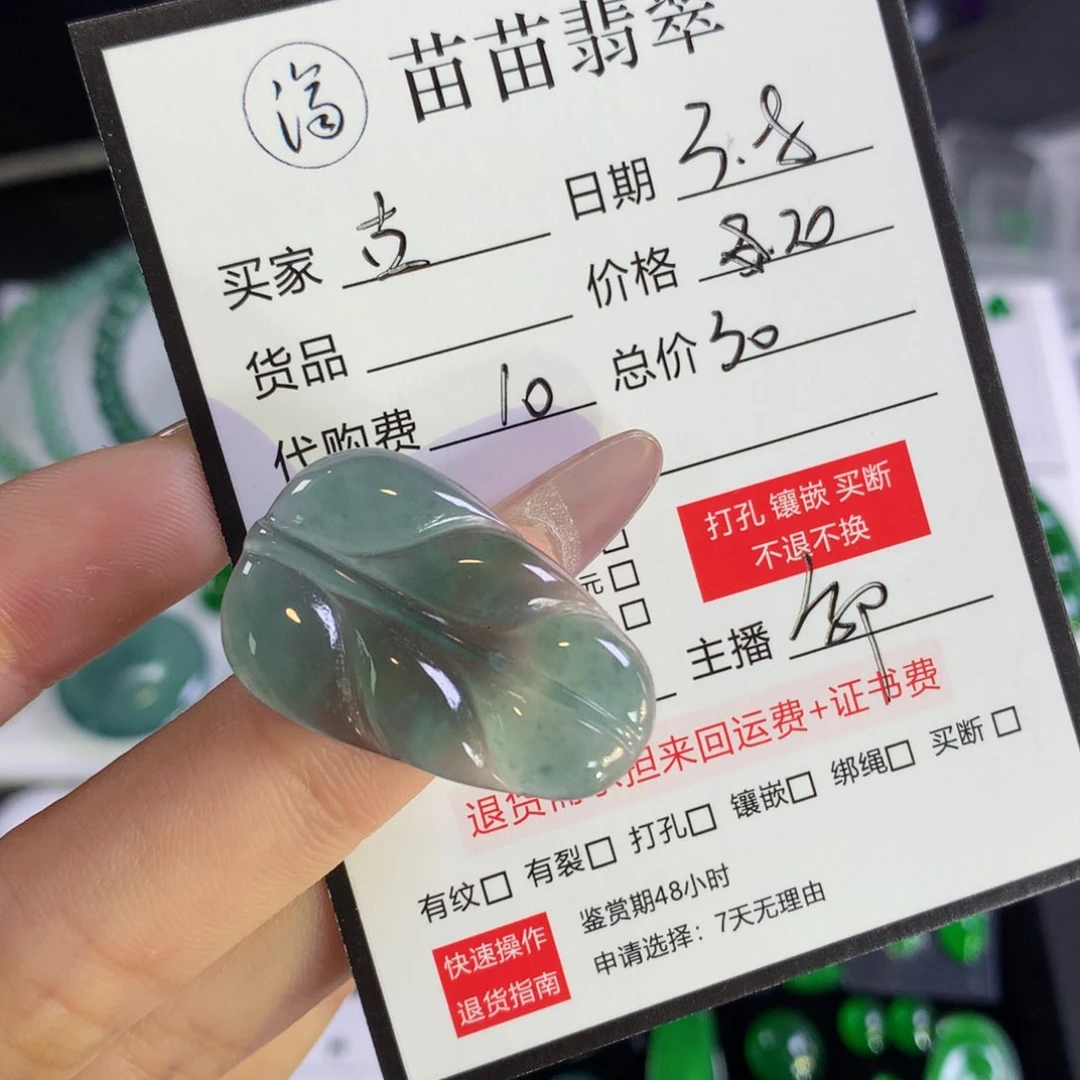 福 苗苗翡翠
日期 3.8
买家
价格 20
货品
总价 30
代购费 10
打孔 镶嵌 买断
不退不换
元
主播
退货需承担来回运费+证书费
有纹□ 有裂□ 打孔□ 镶嵌□ 绑绳□ 买断□
鉴赏期48小时
申请选择：7天无理由
快速操作
退货指南